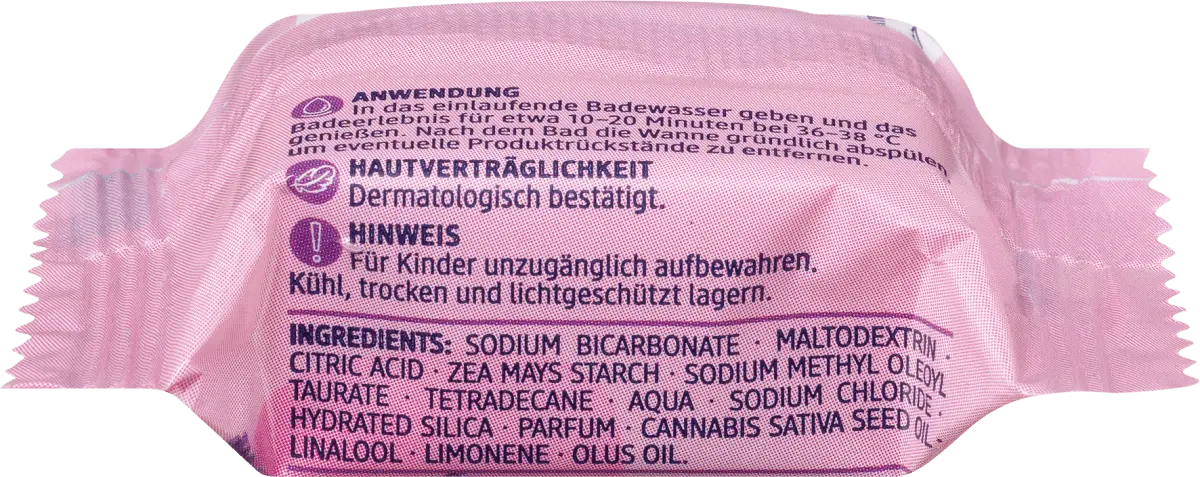 ANWENDUNG
In das einlaufende Badewasser geben und das
Badeerlebnis für etwa 10–20 Minuten bei 36–38 °C
genießen. Nach dem Bad die Wanne gründlich abspülen,
um eventuelle Produktrückstände zu entfernen.
HAUTVERTRÄGLICHKEIT
Dermatologisch bestätigt.
HINWEIS
Für Kinder unzugänglich aufbewahren.
Kühl, trocken und lichtgeschützt lagern.
INGREDIENTS: SODIUM BICARBONATE · MALTODEXTRIN ·
CITRIC ACID · ZEA MAYS STARCH · SODIUM METHYL OLEOYL
TAURATE · TETRADECANE · AQUA · SODIUM CHLORIDE ·
HYDRATED SILICA · PARFUM · CANNABIS SATIVA SEED OIL ·
LINALOOL · LIMONENE · OLUS OIL.